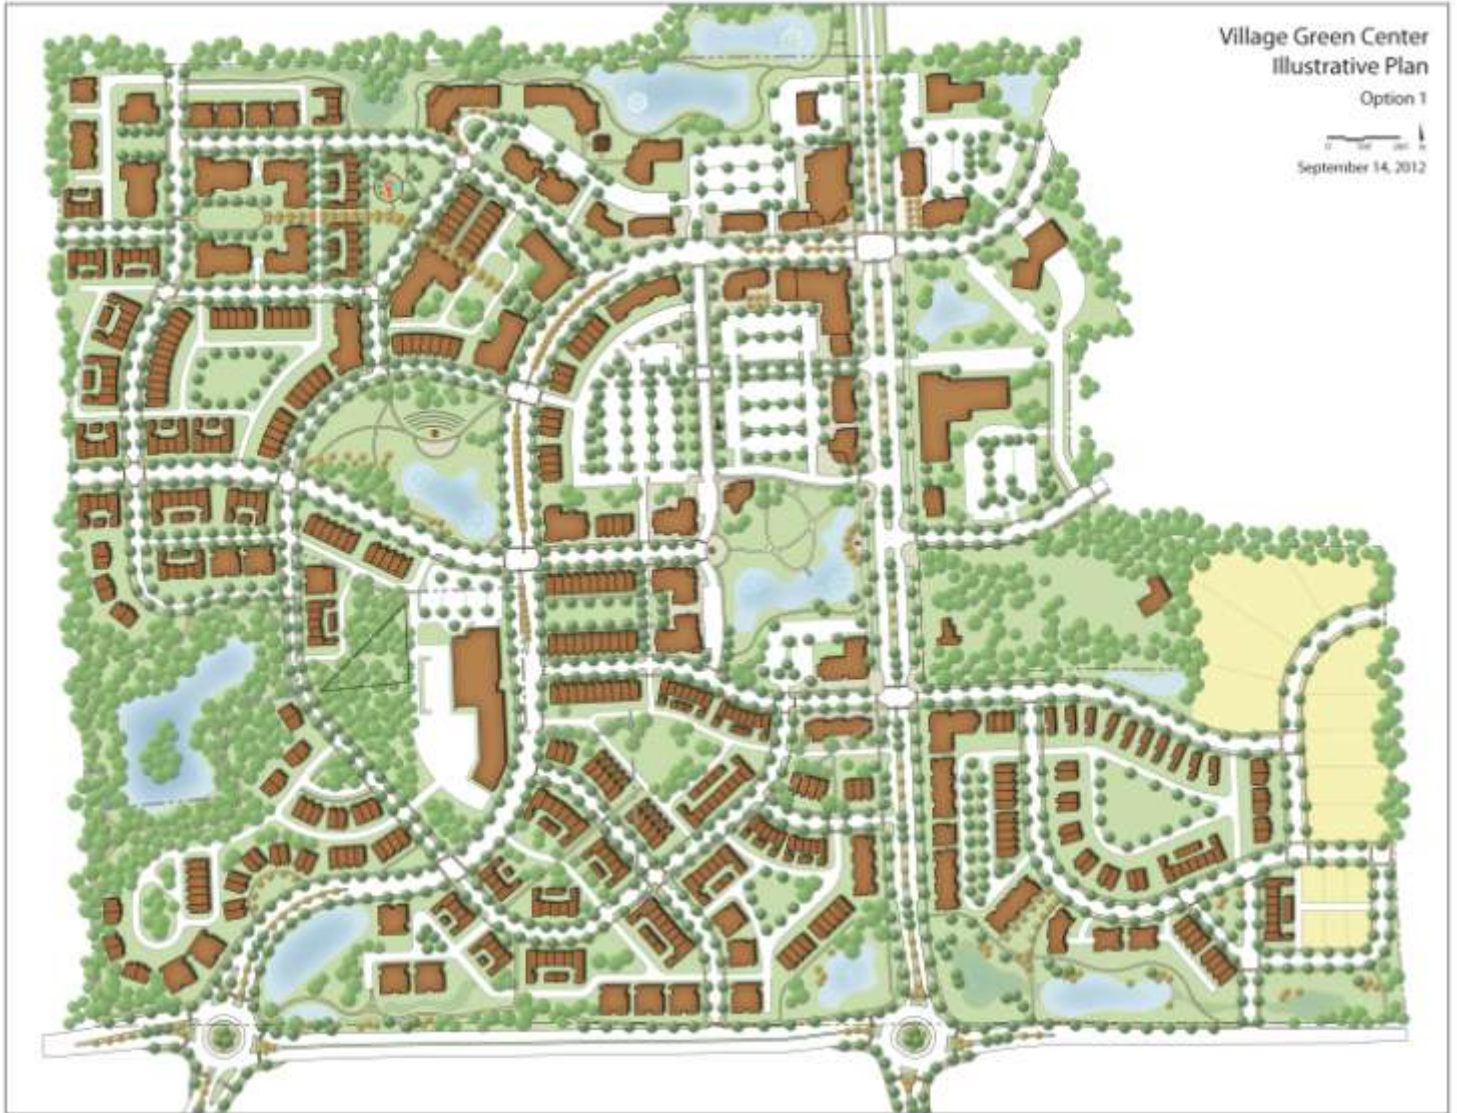 Village Green Center
Illustrative Plan
Option 1
September 14, 2012